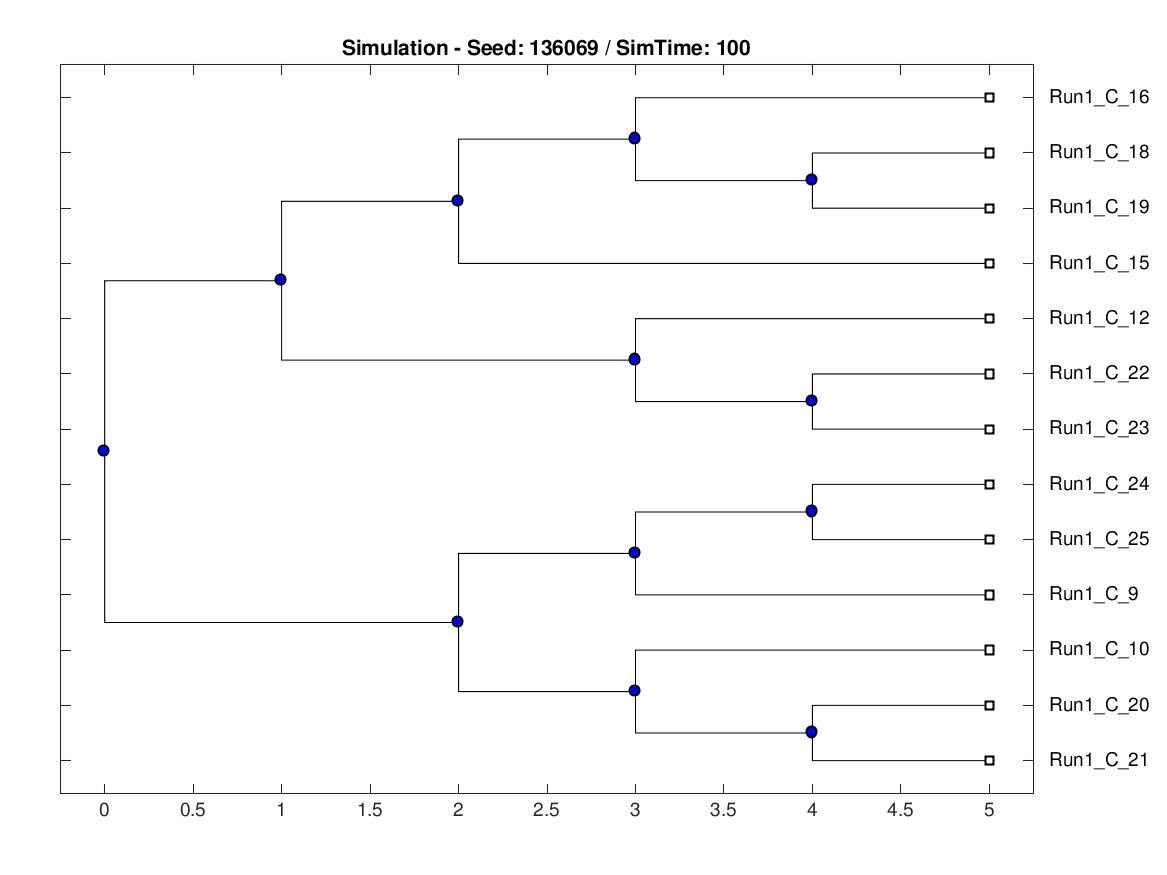 Simulation - Seed: 136069 / SimTime: 100
Run1_C_16
Run1_C_18
Run1_C_19
Run1_C_15
Run1_C_12
Run1_C_22
Run1_C_23
Run1_C_24
Run1_C_25
Run1_C_9
Run1_C_10
Run1_C_20
Run1_C_21
0 0.5 1 1.5 2 2.5 3 3.5 4 4.5 5